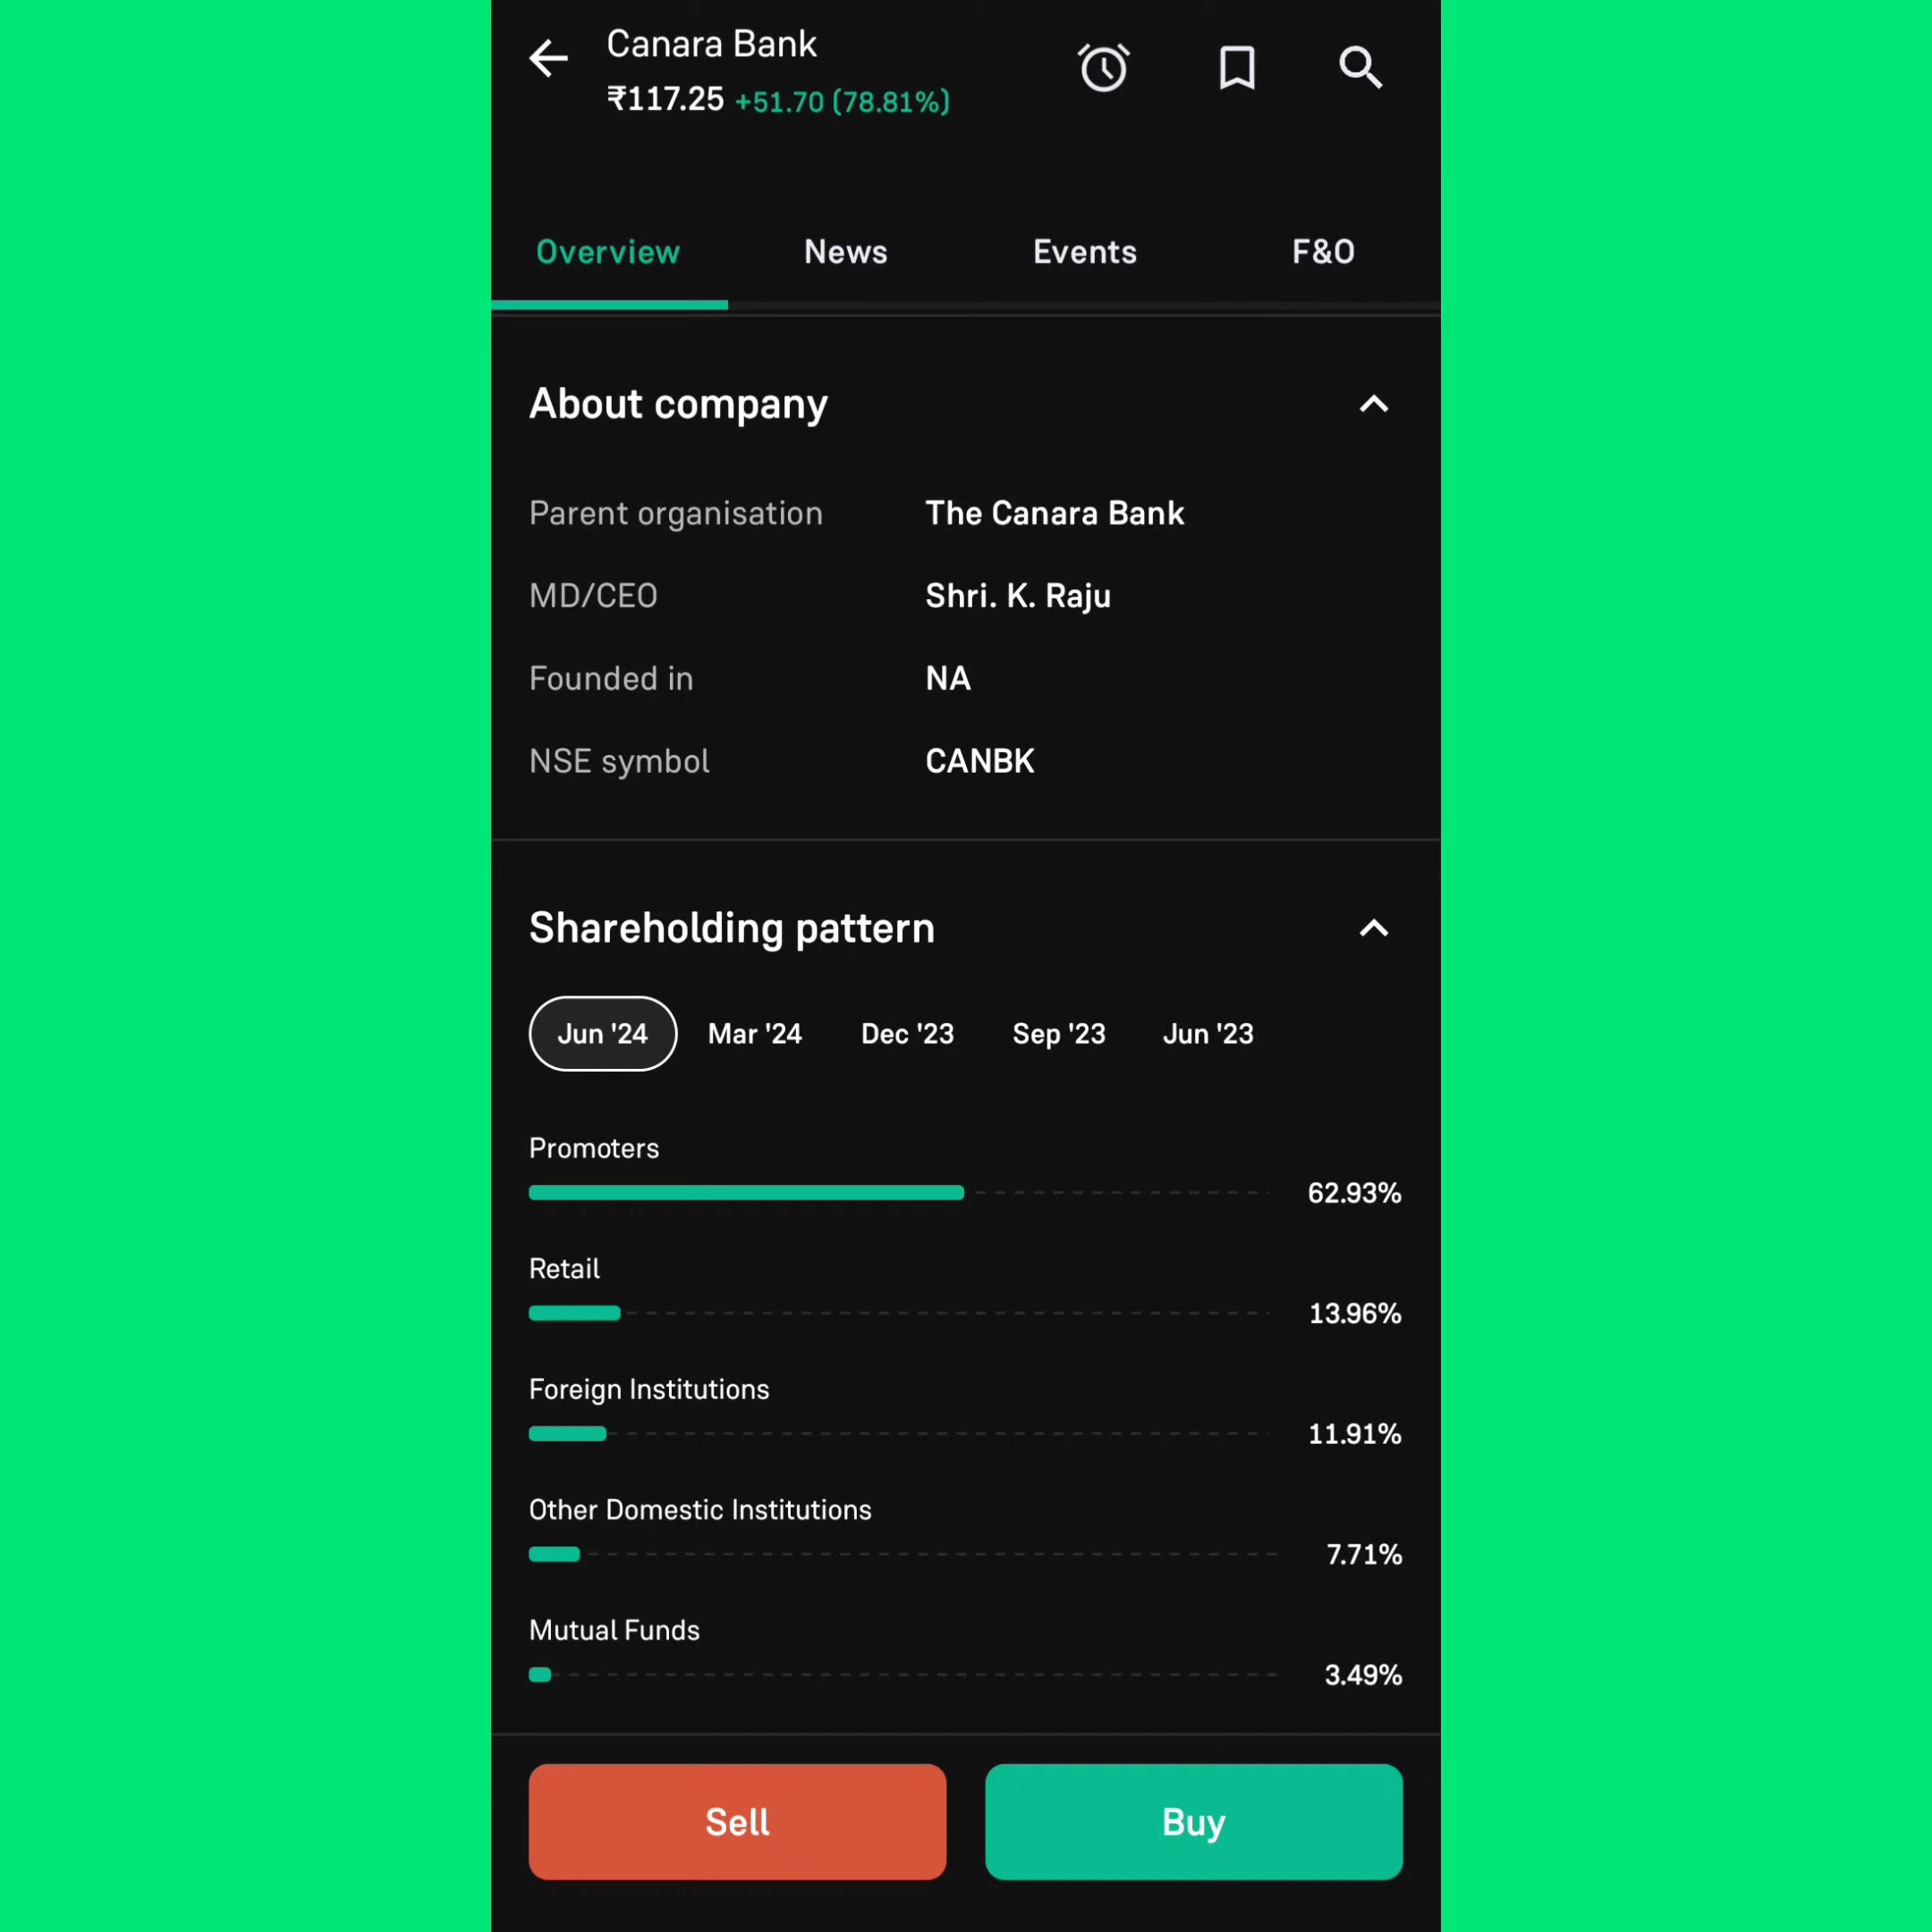 Canara Bank
₹117.25 +51.70 (78.81%)
Overview News Events F&O
About company
Parent organisation The Canara Bank
MD/CEO Shri. K. Raju
Founded in NA
NSE symbol CANBK
Shareholding pattern
Jun '24 Mar '24 Dec '23 Sep '23 Jun '23
Promoters
62.93%
Retail
13.96%
Foreign Institutions
11.91%
Other Domestic Institutions
7.71%
Mutual Funds
3.49%
Sell Buy